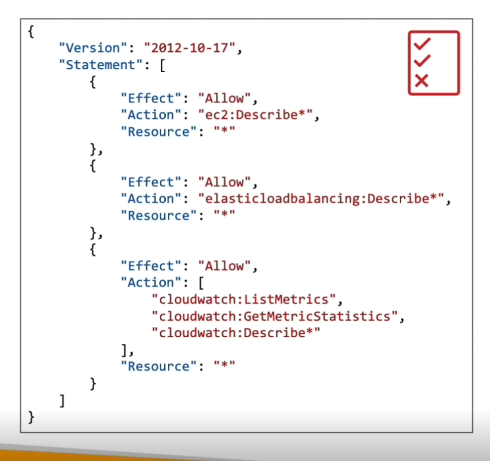 {
    "Version": "2012-10-17",
    "Statement": [
        {
            "Effect": "Allow",
            "Action": "ec2:Describe*",
            "Resource": "*"
        },
        {
            "Effect": "Allow",
            "Action": "elasticloadbalancing:Describe*",
            "Resource": "*"
        },
        {
            "Effect": "Allow",
            "Action": [
                "cloudwatch:ListMetrics",
                "cloudwatch:GetMetricStatistics",
                "cloudwatch:Describe*"
            ],
            "Resource": "*"
        }
    ]
}